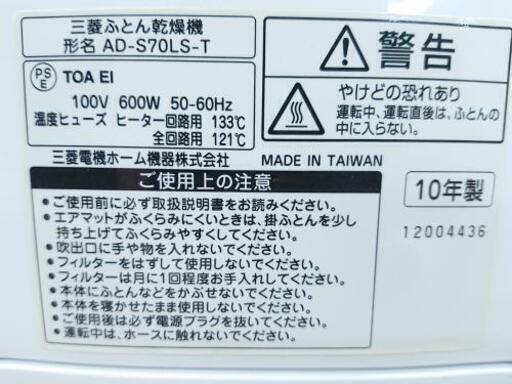 三菱ふとん乾燥機
形名 AD-S70LS-T
PSE TOA EI
100V 600W 50-60Hz
温度ヒューズ ヒーター回路用 133℃
全回路用 121℃
三菱電機ホーム機器株式会社
警告
やけどの恐れあり
運転中、運転直後は、ふとんの
中に入らない。
MADE IN TAIWAN
ご使用上の注意
•ご使用前に必ず取扱説明書をお読みください。
•エアマットがふくらみにくいときは、掛ふとんを少し
持ち上げてふくらみやすくしてください。
•吹出口に手や物を入れないでください。
•フィルターをはずして使用しないでください。
•フィルターは月に1回程度お手入れしてください。
•本体にふとんなどをかぶせないでください。
•本体を寝かせたまま使用しないでください。
•ご使用後は必ず電源プラグを抜いてください。
•運転中は、ホースに触れないでください。
10年製
12004436